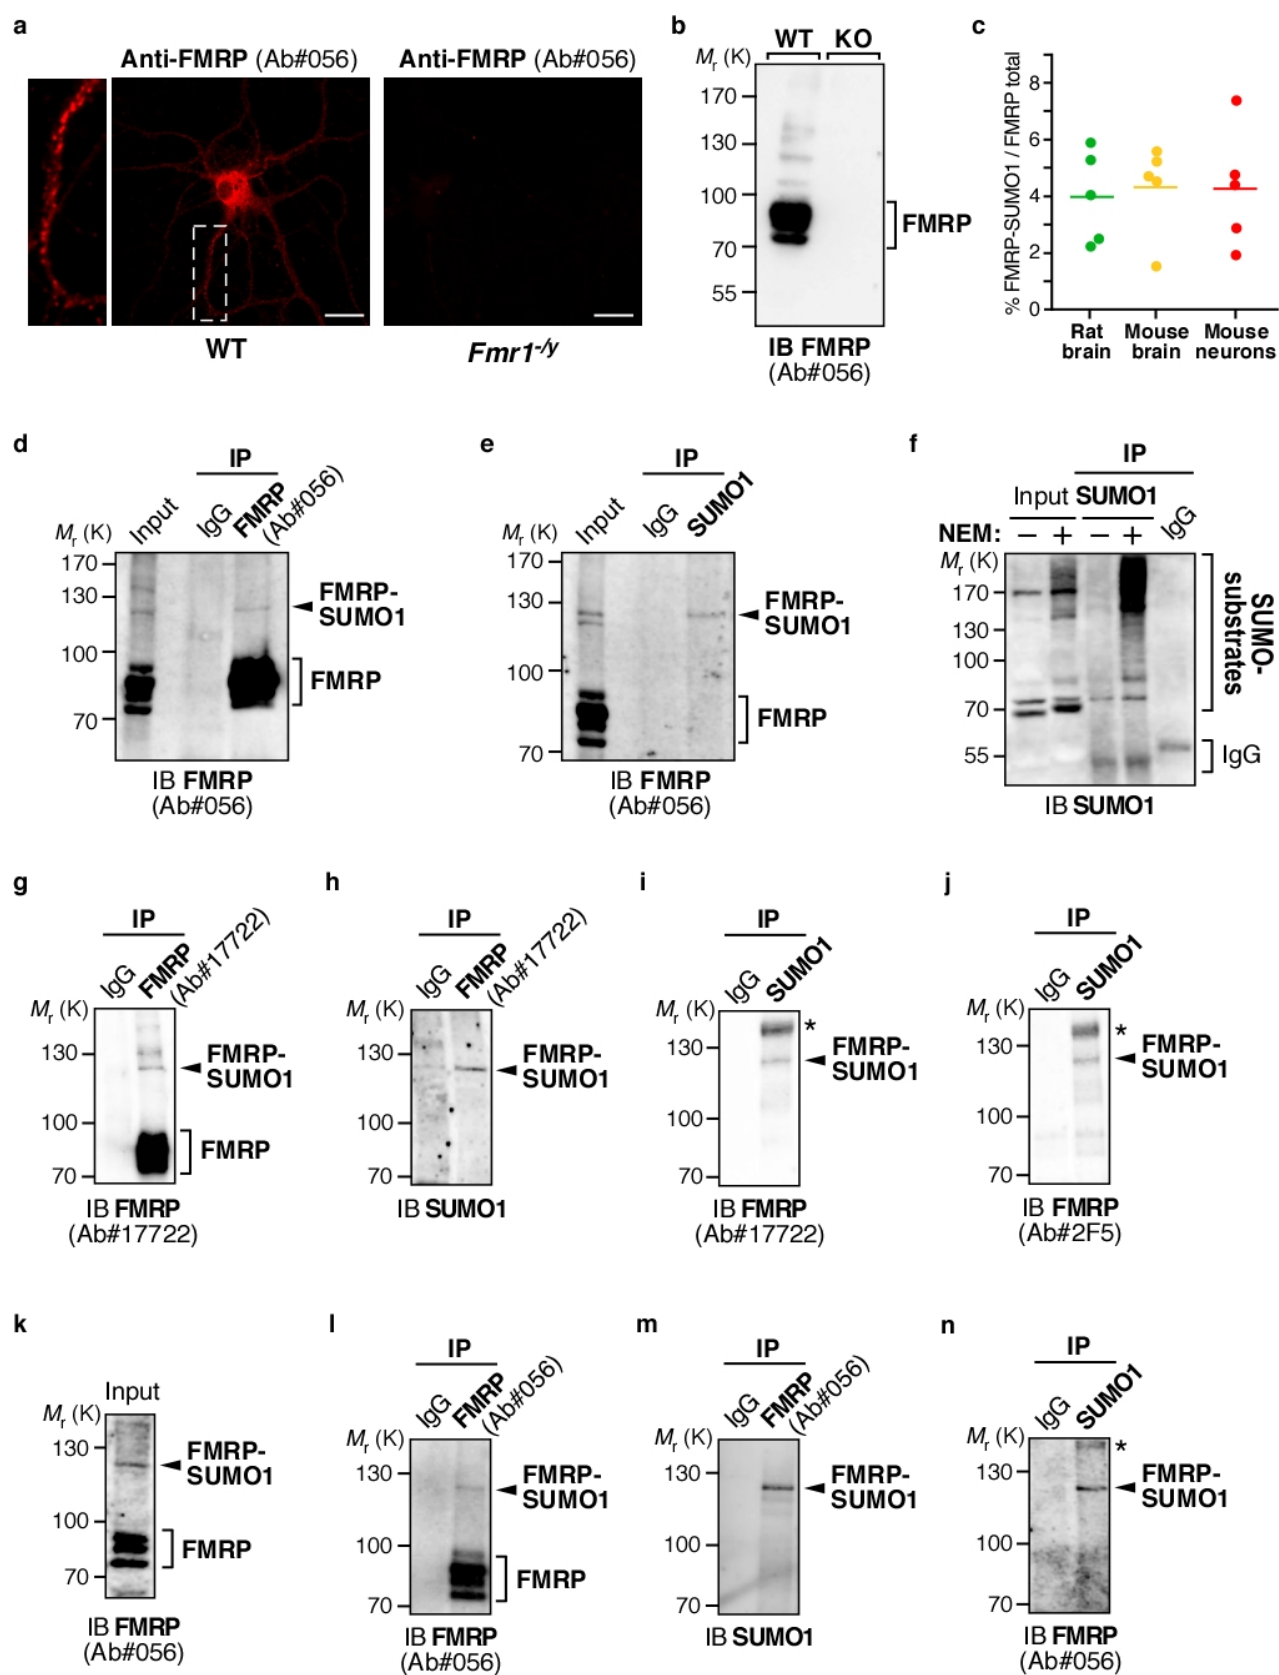 a
Anti-FMRP (Ab#056)
Anti-FMRP (Ab#056)
WT
Fmr1-/y
b
WT KO
Mr (K)
170
130
100
70
55
FMRP
IB FMRP
(Ab#056)
c
% FMRP-SUMO1 / FMRP total
8
6
4
2
0
Rat
brain
Mouse
brain
Mouse
neurons
d
IP
Input
IgG
FMRP
(Ab#056)
Mr (K)
170
130
100
70
FMRP-
SUMO1
FMRP
IB FMRP
(Ab#056)
e
IP
Input
IgG
SUMO1
Mr (K)
170
130
100
70
FMRP-
SUMO1
FMRP
IB FMRP
(Ab#056)
f
IP
Input SUMO1
IgG
NEM: − + − +
Mr (K)
170
130
100
70
55
SUMO-
substrates
IgG
IB SUMO1
g
IP
IgG
FMRP
(Ab#17722)
Mr (K)
130
100
70
FMRP-
SUMO1
FMRP
IB FMRP
(Ab#17722)
h
IP
IgG
FMRP
(Ab#17722)
Mr (K)
130
100
70
FMRP-
SUMO1
IB SUMO1
i
IP
IgG
SUMO1
Mr (K)
*
130
100
70
FMRP-
SUMO1
IB FMRP
(Ab#17722)
j
IP
IgG
SUMO1
Mr (K)
*
130
100
70
FMRP-
SUMO1
IB FMRP
(Ab#2F5)
k
Input
Mr (K)
130
100
70
FMRP-
SUMO1
FMRP
IB FMRP
(Ab#056)
l
IP
IgG
FMRP
(Ab#056)
Mr (K)
130
100
70
FMRP-
SUMO1
FMRP
IB FMRP
(Ab#056)
m
IP
IgG
FMRP
(Ab#056)
Mr (K)
130
100
70
FMRP-
SUMO1
IB SUMO1
n
IP
IgG
SUMO1
Mr (K)
*
130
100
70
FMRP-
SUMO1
IB FMRP
(Ab#056)